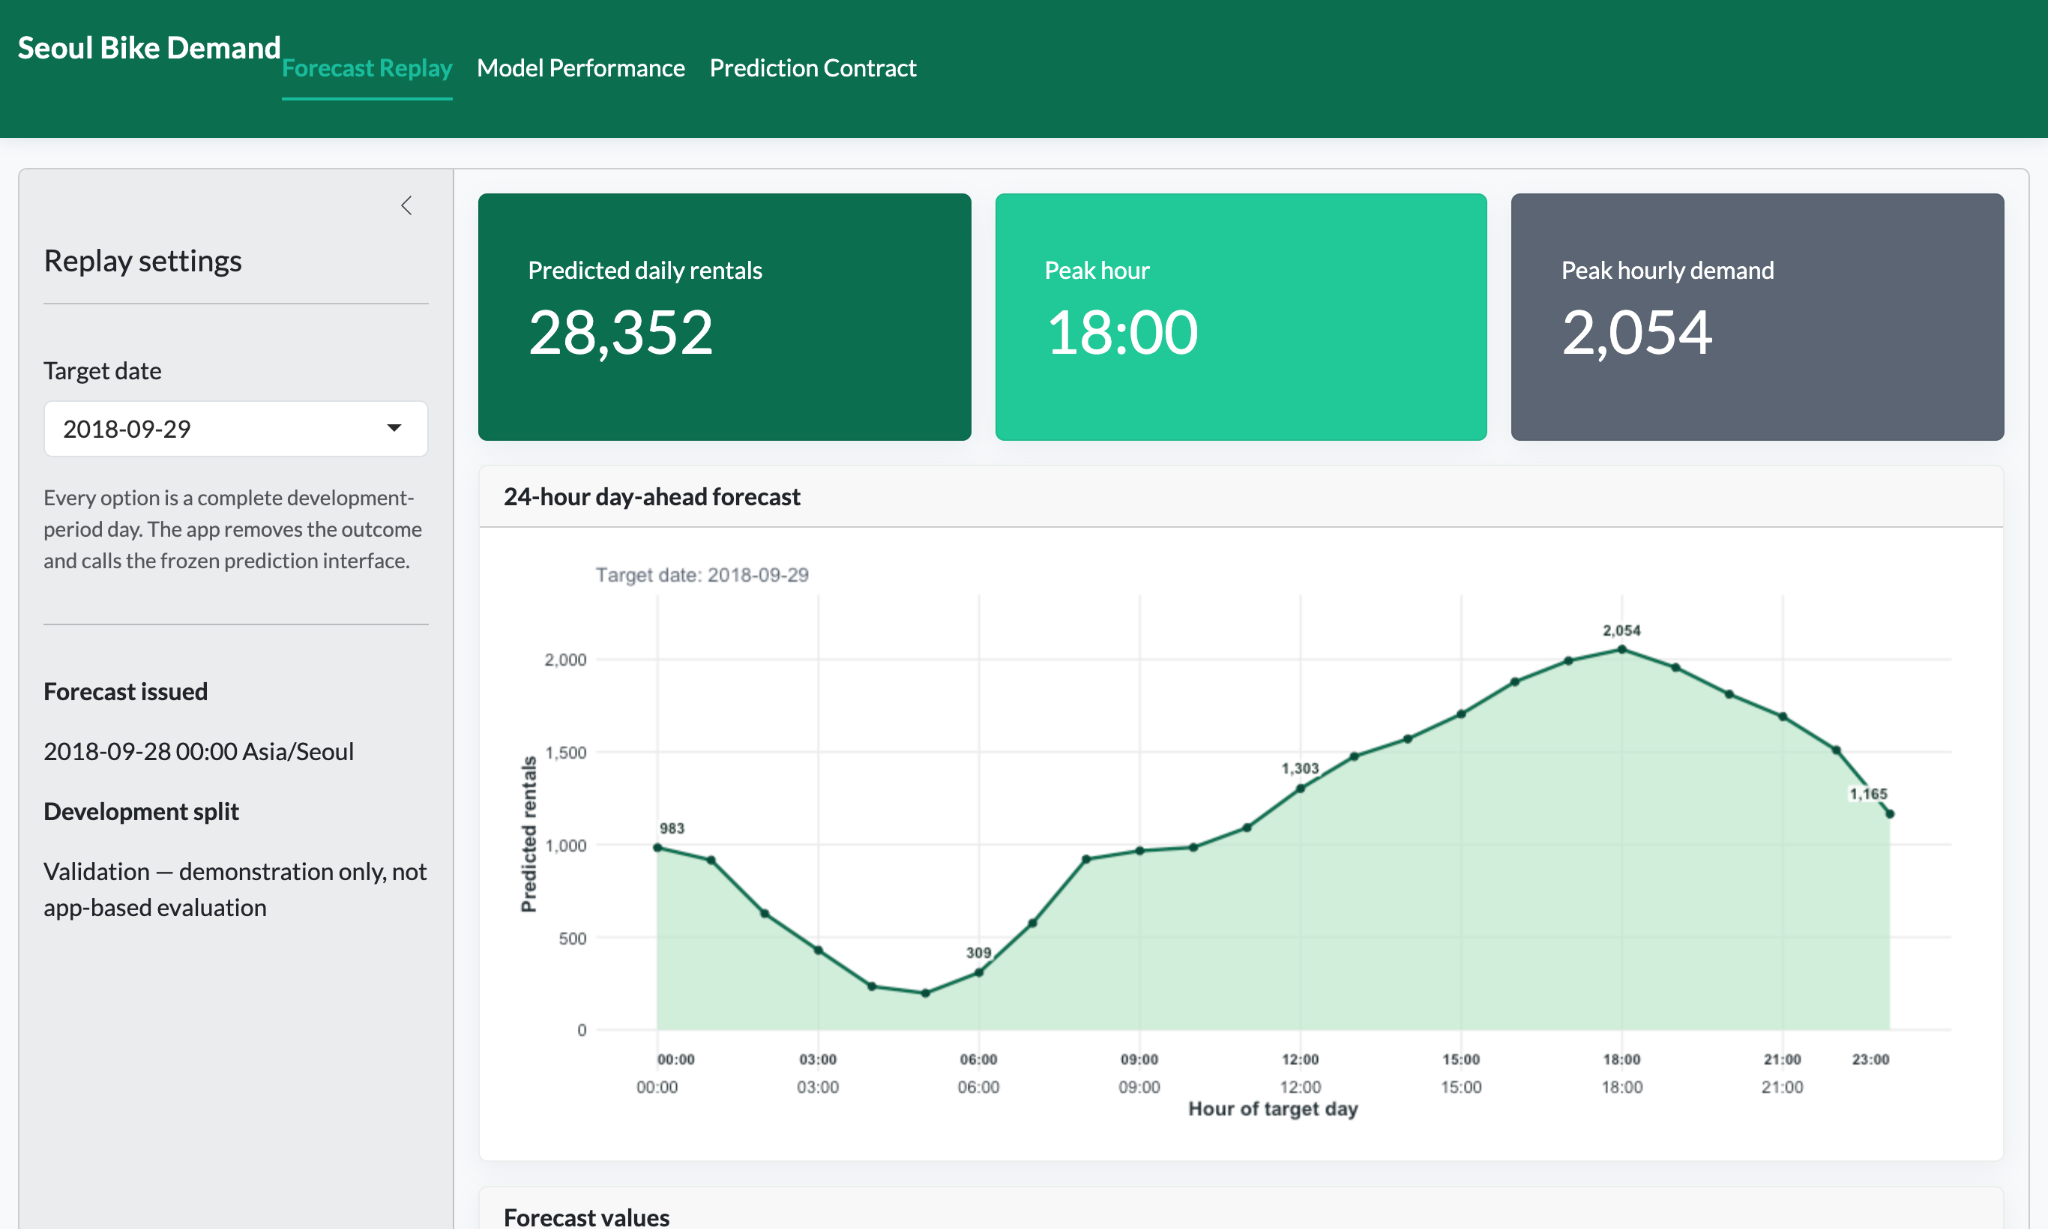 Seoul Bike Demand
Forecast Replay
Model Performance
Prediction Contract
Replay settings
Target date
2018-09-29
Every option is a complete development-
period day. The app removes the outcome
and calls the frozen prediction interface.
Forecast issued
2018-09-28 00:00 Asia/Seoul
Development split
Validation — demonstration only, not
app-based evaluation
Predicted daily rentals
28,352
Peak hour
18:00
Peak hourly demand
2,054
24-hour day-ahead forecast
Target date: 2018-09-29
Predicted rentals
2,000
1,500
1,000
500
0
983
309
1,303
2,054
1,165
00:00 03:00 06:00 09:00 12:00 15:00 18:00 21:00 23:00
00:00 03:00 06:00 09:00 12:00 15:00 18:00 21:00
Hour of target day
Forecast values